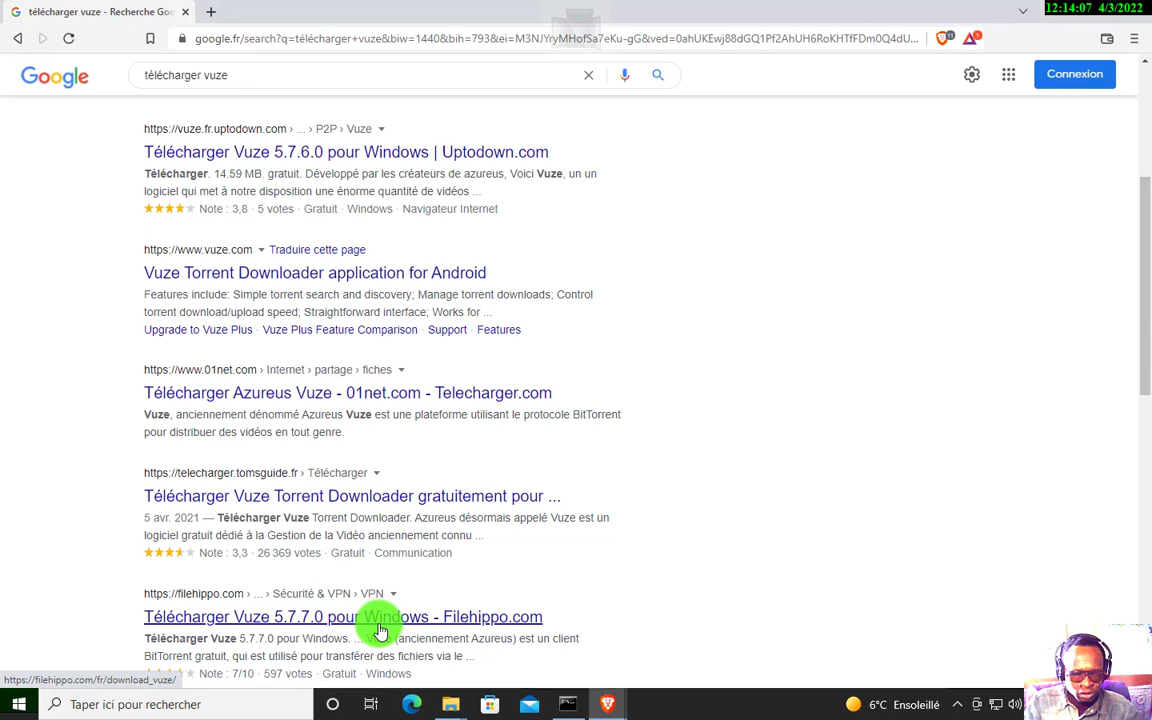 télécharger vuze - Recherche Goo
12:14:07 4/3/2022
google.fr/search?q=télécharger+vuze&biw=1440&bih=793&ei=M3NJYryMHofSa7eKu-gG&ved=0ahUKEwj88dGQ1Pf2AhUH6RoKHTfFDm0Q4dU...
Google
télécharger vuze
Connexion
https://vuze.fr.uptodown.com › ... › P2P › Vuze
Télécharger Vuze 5.7.6.0 pour Windows | Uptodown.com
Télécharger. 14.59 MB. gratuit. Développé par les créateurs de azureus, Voici Vuze, un un
logiciel qui met à notre disposition une énorme quantité de vidéos ...
Note : 3,8 · 5 votes · Gratuit · Windows · Navigateur Internet
https://www.vuze.com Traduire cette page
Vuze Torrent Downloader application for Android
Features include: Simple torrent search and discovery; Manage torrent downloads; Control
torrent download/upload speed; Straightforward interface; Works for ...
Upgrade to Vuze Plus · Vuze Plus Feature Comparison · Support · Features
https://www.01net.com › Internet › partage › fiches
Télécharger Azureus Vuze - 01net.com - Telecharger.com
Vuze, anciennement dénommé Azureus Vuze est une plateforme utilisant le protocole BitTorrent
pour distribuer des vidéos en tout genre.
https://telecharger.tomsguide.fr › Télécharger
Télécharger Vuze Torrent Downloader gratuitement pour ...
5 avr. 2021 — Télécharger Vuze Torrent Downloader. Azureus désormais appelé Vuze est un
logiciel gratuit dédié à la Gestion de la Vidéo anciennement connu ...
Note : 3,3 · 26 369 votes · Gratuit · Communication
https://filehippo.com › ... › Sécurité & VPN › VPN
Télécharger Vuze 5.7.7.0 pour Windows - Filehippo.com
Télécharger Vuze 5.7.7.0 pour Windows. ... (anciennement Azureus) est un client
BitTorrent gratuit, qui est utilisé pour transférer des fichiers via le ...
Note : 7/10 · 597 votes · Gratuit · Windows
https://filehippo.com/fr/download_vuze/
Taper ici pour rechercher
6°C Ensoleillé